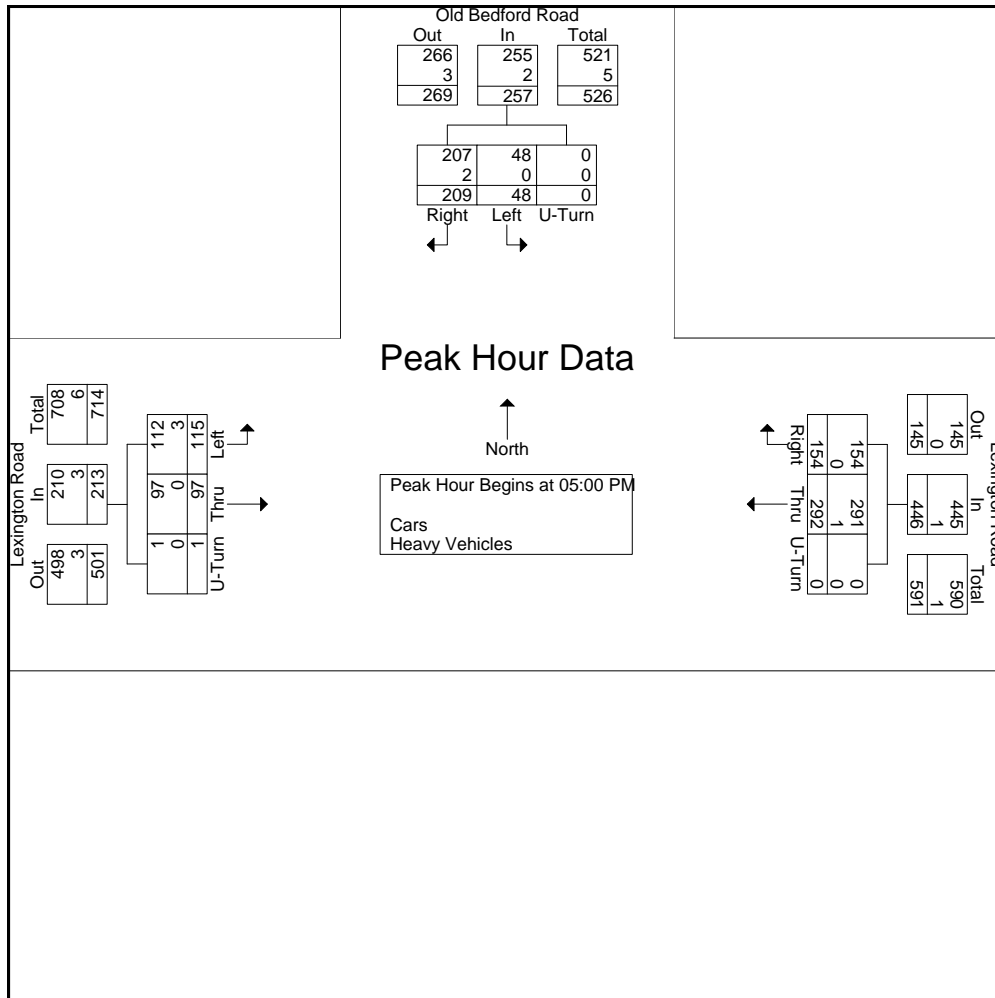 Old Bedford Road
Out In Total
266 255 521
3 2 5
269 257 526
207 48 0
2 0 0
209 48 0
Right Left U-Turn
Peak Hour Data
North
Peak Hour Begins at 05:00 PM
Cars
Heavy Vehicles
Lexington Road
Out In Total
498 210 708
3 3 6
501 213 714
112 97 1
3 0 0
115 97 1
Left Thru U-Turn
Out In Total
145 445 590
0 1 1
145 446 591
154 291 0
0 1 0
154 292 0
Right Thru U-Turn
Lexington Road